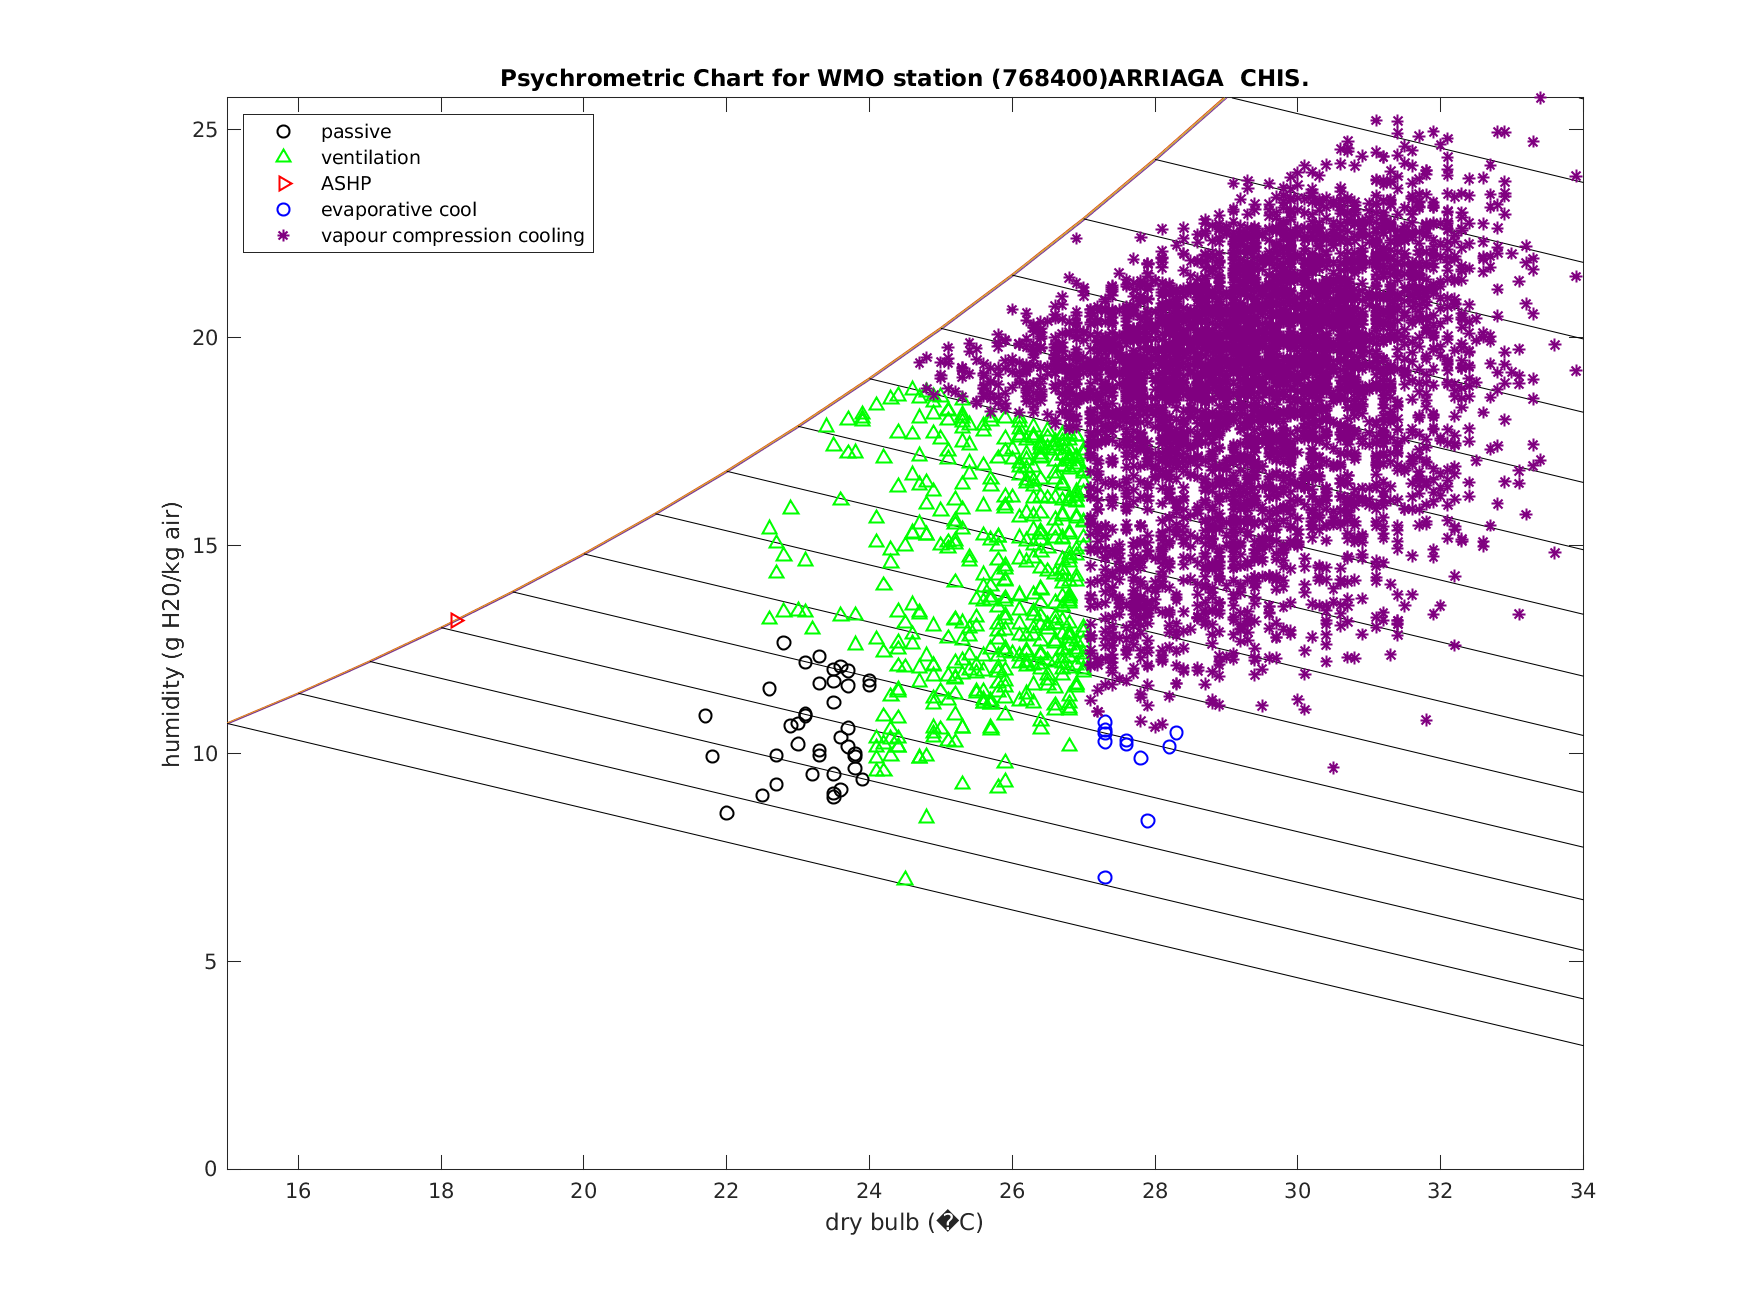 Psychrometric Chart for WMO station (768400)ARRIAGA  CHIS.
passive
ventilation
ASHP
evaporative cool
vapour compression cooling
25
20
15
10
5
0
humidity (g H20/kg air)
16 18 20 22 24 26 28 30 32 34
dry bulb (�C)